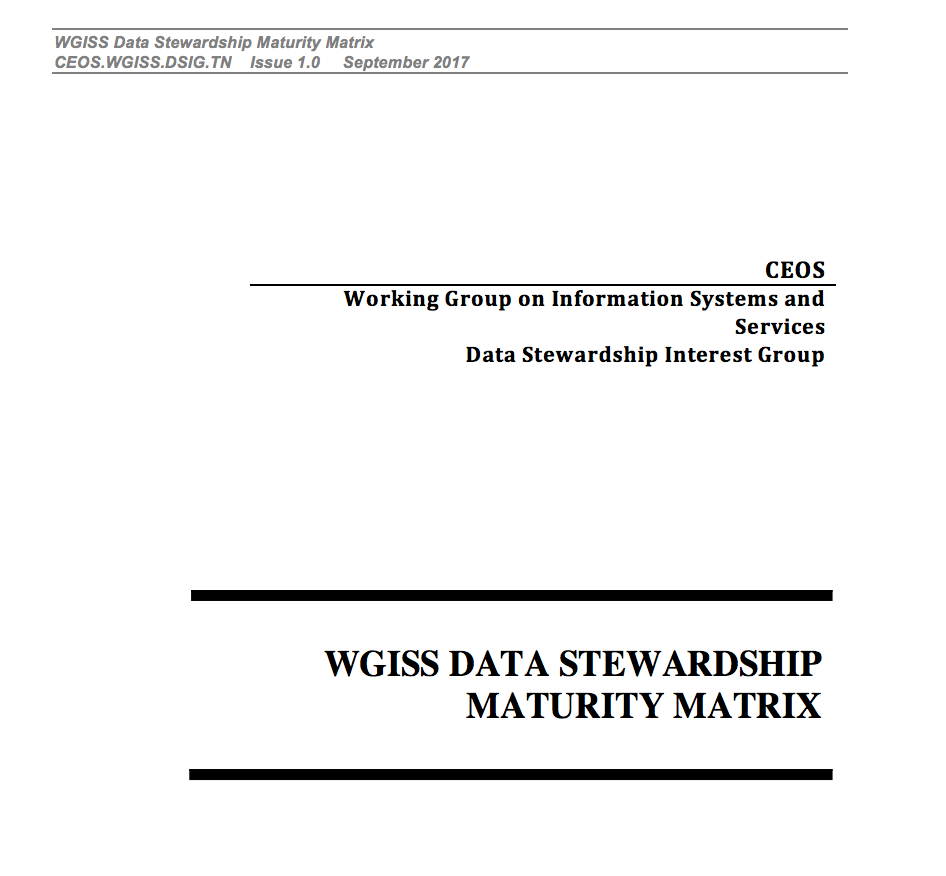 WGISS Data Stewardship Maturity Matrix
CEOS.WGISS.DSIG.TN Issue 1.0 September 2017
CEOS
Working Group on Information Systems and
Services
Data Stewardship Interest Group
WGISS DATA STEWARDSHIP
MATURITY MATRIX